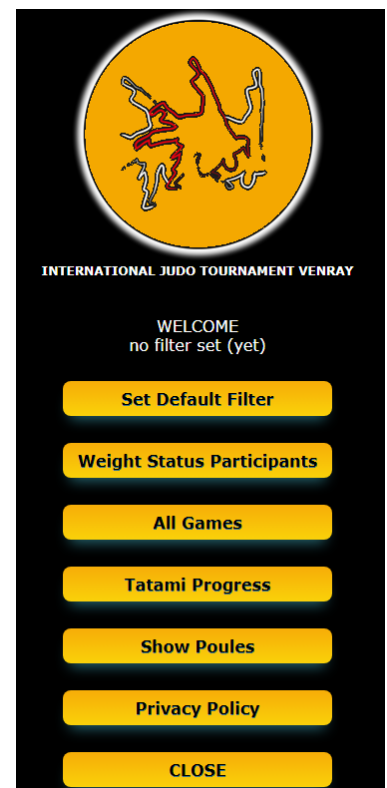 INTERNATIONAL JUDO TOURNAMENT VENRAY
WELCOME
no filter set (yet)
Set Default Filter
Weight Status Participants
All Games
Tatami Progress
Show Poules
Privacy Policy
CLOSE